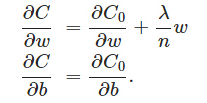 ∂C/∂w = ∂C₀/∂w + λ/n w
∂C/∂b = ∂C₀/∂b.